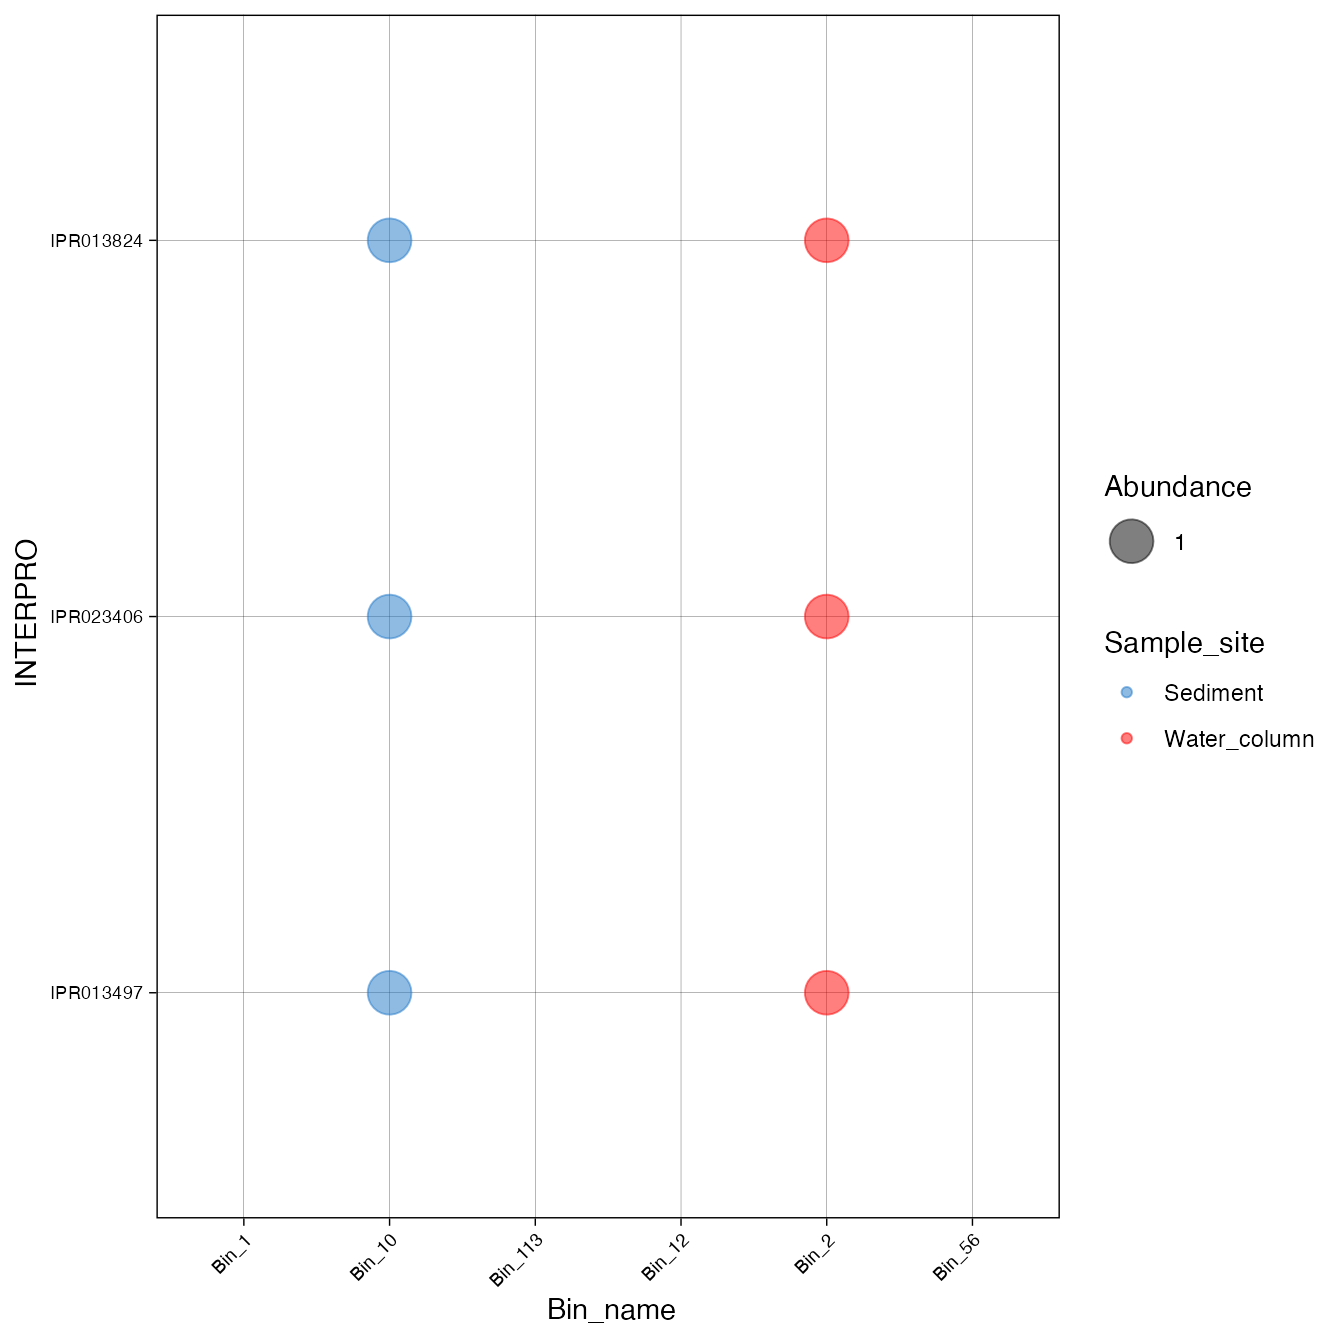 INTERPRO
IPR013824
IPR023406
IPR013497
Bin_1
Bin_10
Bin_113
Bin_12
Bin_2
Bin_56
Bin_name
Abundance
1
Sample_site
Sediment
Water_column